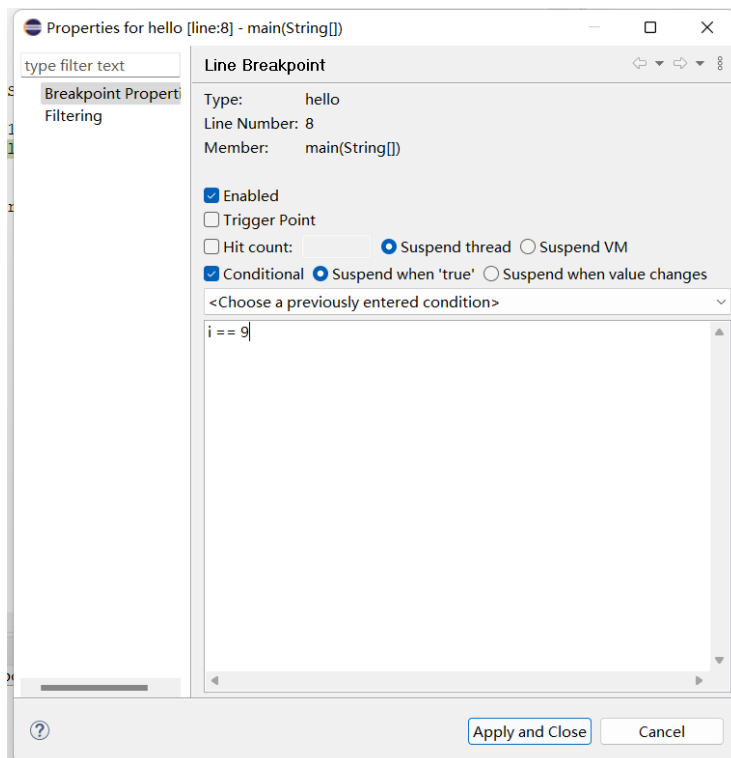 Properties for hello [line:8] - main(String[])
type filter text
Breakpoint Properti
Filtering
Line Breakpoint
Type: hello
Line Number: 8
Member: main(String[])
Enabled
Trigger Point
Hit count: Suspend thread Suspend VM
Conditional Suspend when 'true' Suspend when value changes
<Choose a previously entered condition>
i == 9
Apply and Close Cancel